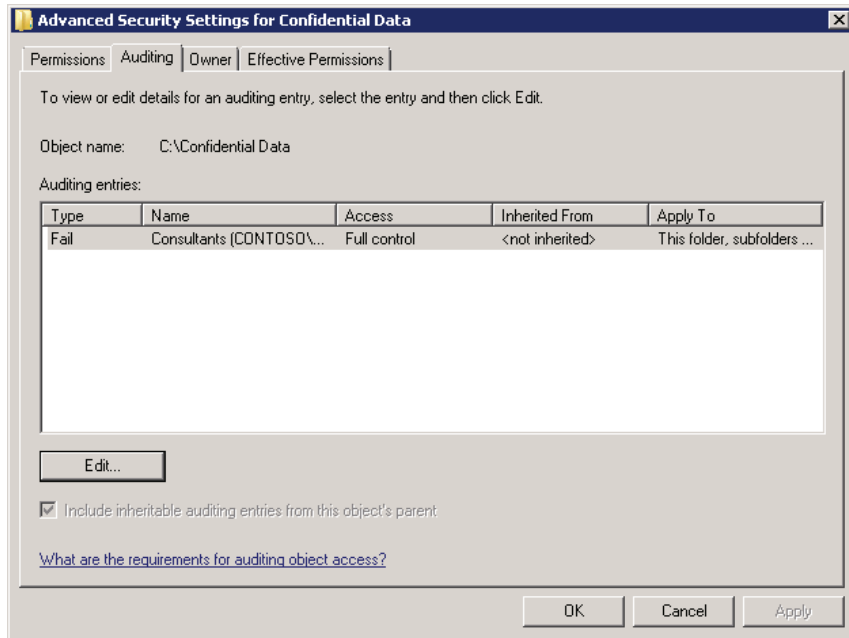 Advanced Security Settings for Confidential Data
Permissions Auditing Owner Effective Permissions
To view or edit details for an auditing entry, select the entry and then click Edit.
Object name: C:\Confidential Data
Auditing entries:
Type Name Access Inherited From Apply To
Fail Consultants (CONTOSO\... Full control <not inherited> This folder, subfolders ...
Edit...
Include inheritable auditing entries from this object's parent
What are the requirements for auditing object access?
OK Cancel Apply